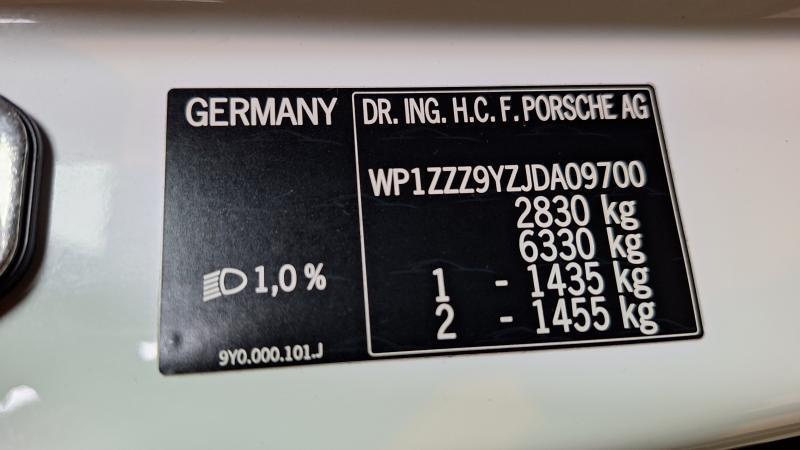 GERMANY
DR. ING. H.C. F. PORSCHE AG
WP1ZZZ9YZJDA09700
2830 kg
6330 kg
1 - 1435 kg
2 - 1455 kg
1,0 %
9Y0.000.101.J